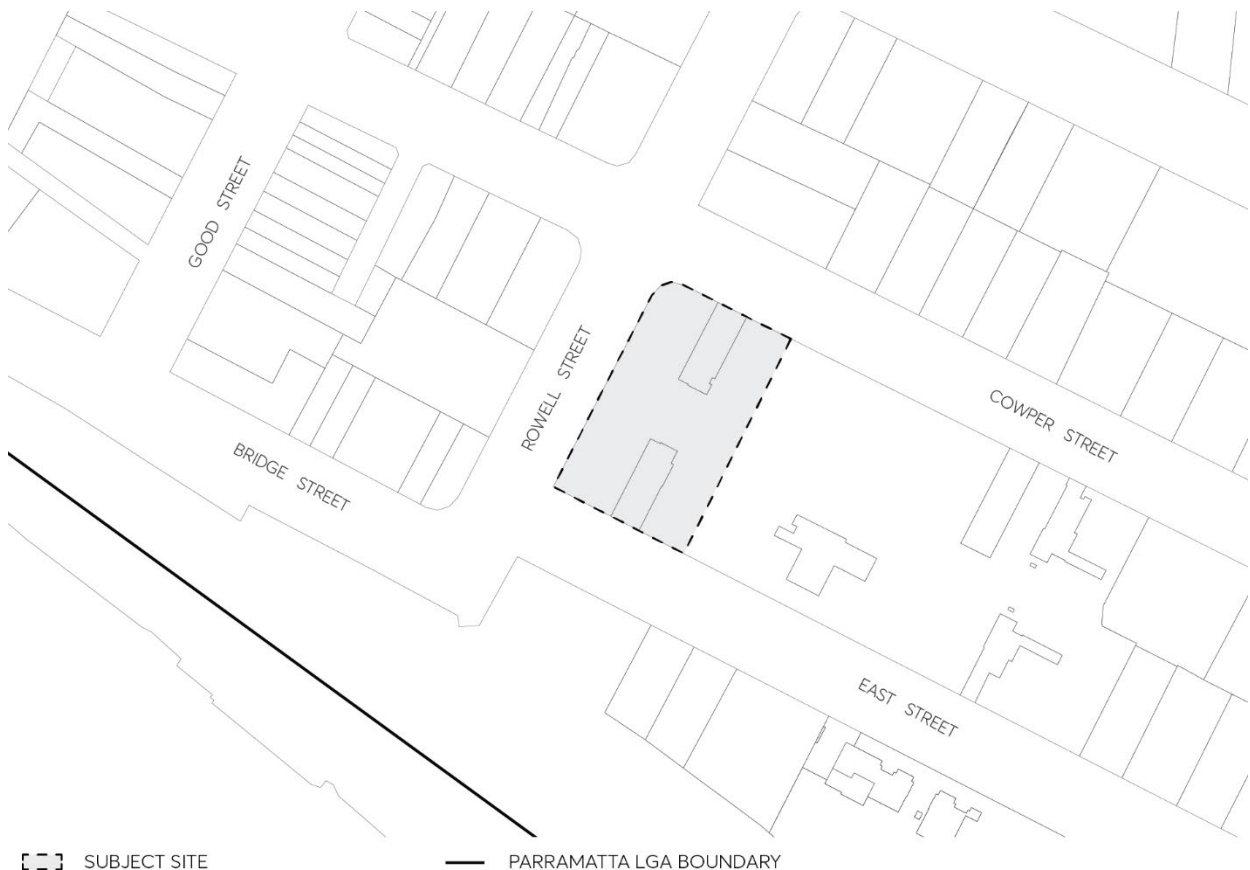 GOOD STREET
ROWELL STREET
BRIDGE STREET
COWPER STREET
EAST STREET
SUBJECT SITE
PARRAMATTA LGA BOUNDARY